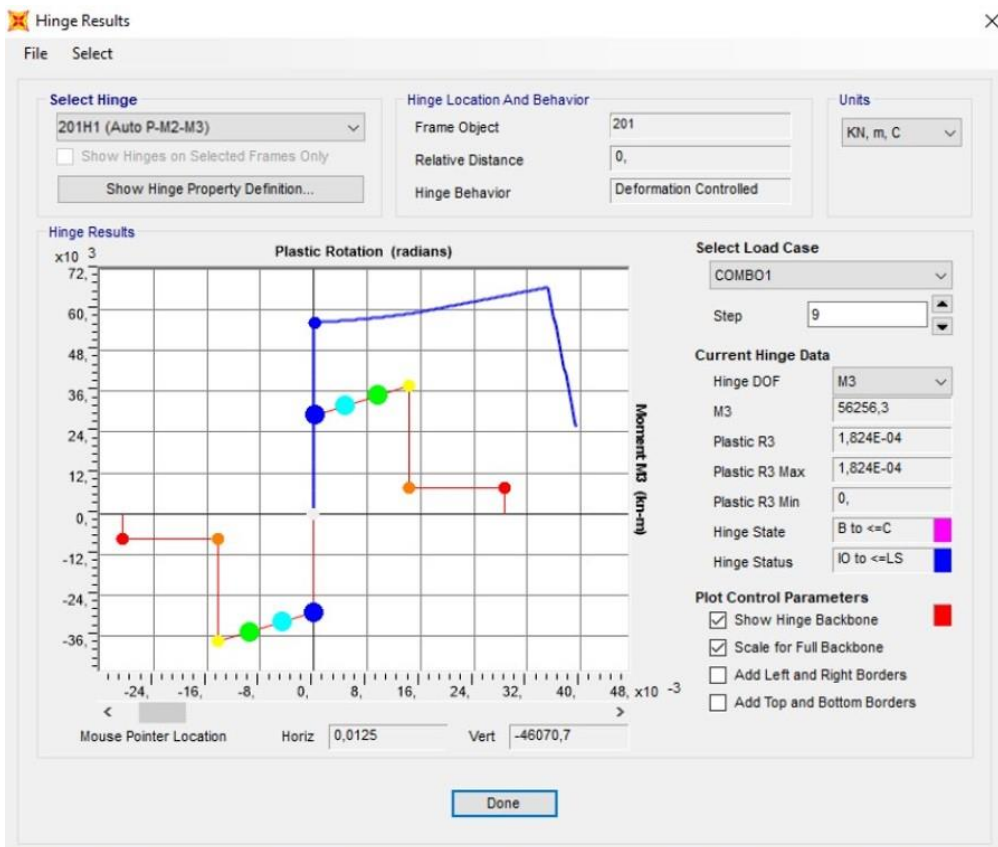 Hinge Results
File Select
Select Hinge
201H1 (Auto P-M2-M3)
Show Hinges on Selected Frames Only
Show Hinge Property Definition...
Hinge Location And Behavior
Frame Object 201
Relative Distance 0,
Hinge Behavior Deformation Controlled
Units
KN, m, C
Hinge Results
x10 3
Plastic Rotation (radians)
72,
60,
48,
36,
24,
12,
0,
-12,
-24,
-36,
-24, -16, -8, 0, 8, 16, 24, 32, 40, 48, x10 -3
Moment M3 (kn-m)
Mouse Pointer Location Horiz 0,0125 Vert -46070,7
Select Load Case
COMBO1
Step 9
Current Hinge Data
Hinge DOF M3
M3 56256,3
Plastic R3 1,824E-04
Plastic R3 Max 1,824E-04
Plastic R3 Min 0,
Hinge State B to <=C
Hinge Status IO to <=LS
Plot Control Parameters
Show Hinge Backbone
Scale for Full Backbone
Add Left and Right Borders
Add Top and Bottom Borders
Done